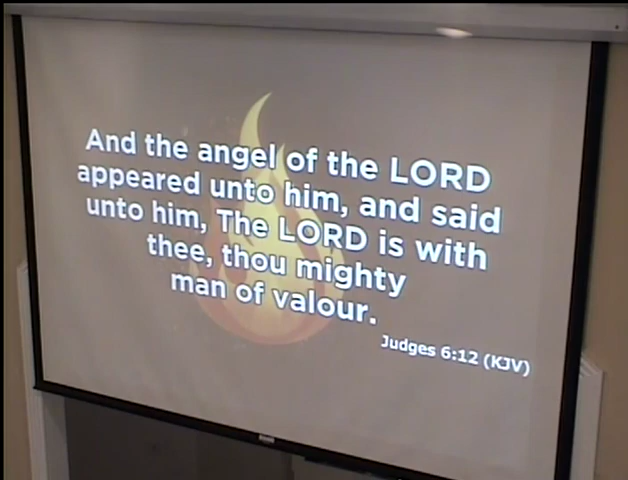 And the angel of the LORD
appeared unto him, and said
unto him, The LORD is with
thee, thou mighty
man of valour.
Judges 6:12 (KJV)